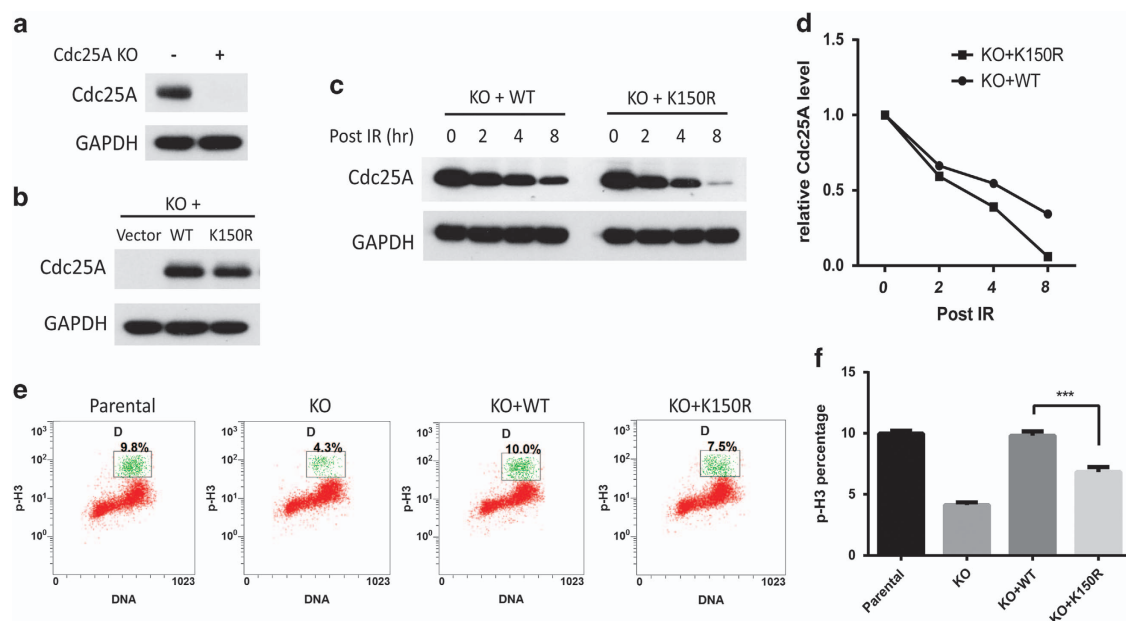 a
Cdc25A KO - +
Cdc25A
GAPDH
b
KO +
Vector WT K150R
Cdc25A
GAPDH
c
KO + WT KO + K150R
Post IR (hr) 0 2 4 8 0 2 4 8
Cdc25A
GAPDH
d
1.5
1.0
0.5
0.0
relative Cdc25A level
KO+K150R
KO+WT
0 2 4 8
Post IR
e
Parental KO KO+WT KO+K150R
D D D D
9.8% 4.3% 10.0% 7.5%
10³ 10³ 10³ 10³
10² 10² 10² 10²
10¹ 10¹ 10¹ 10¹
10⁰ 10⁰ 10⁰ 10⁰
p-H3 p-H3 p-H3 p-H3
0 1023 0 1023 0 1023 0 1023
DNA DNA DNA DNA
f
15
10
5
0
p-H3 percentage
***
Parental KO KO+WT KO+K150R